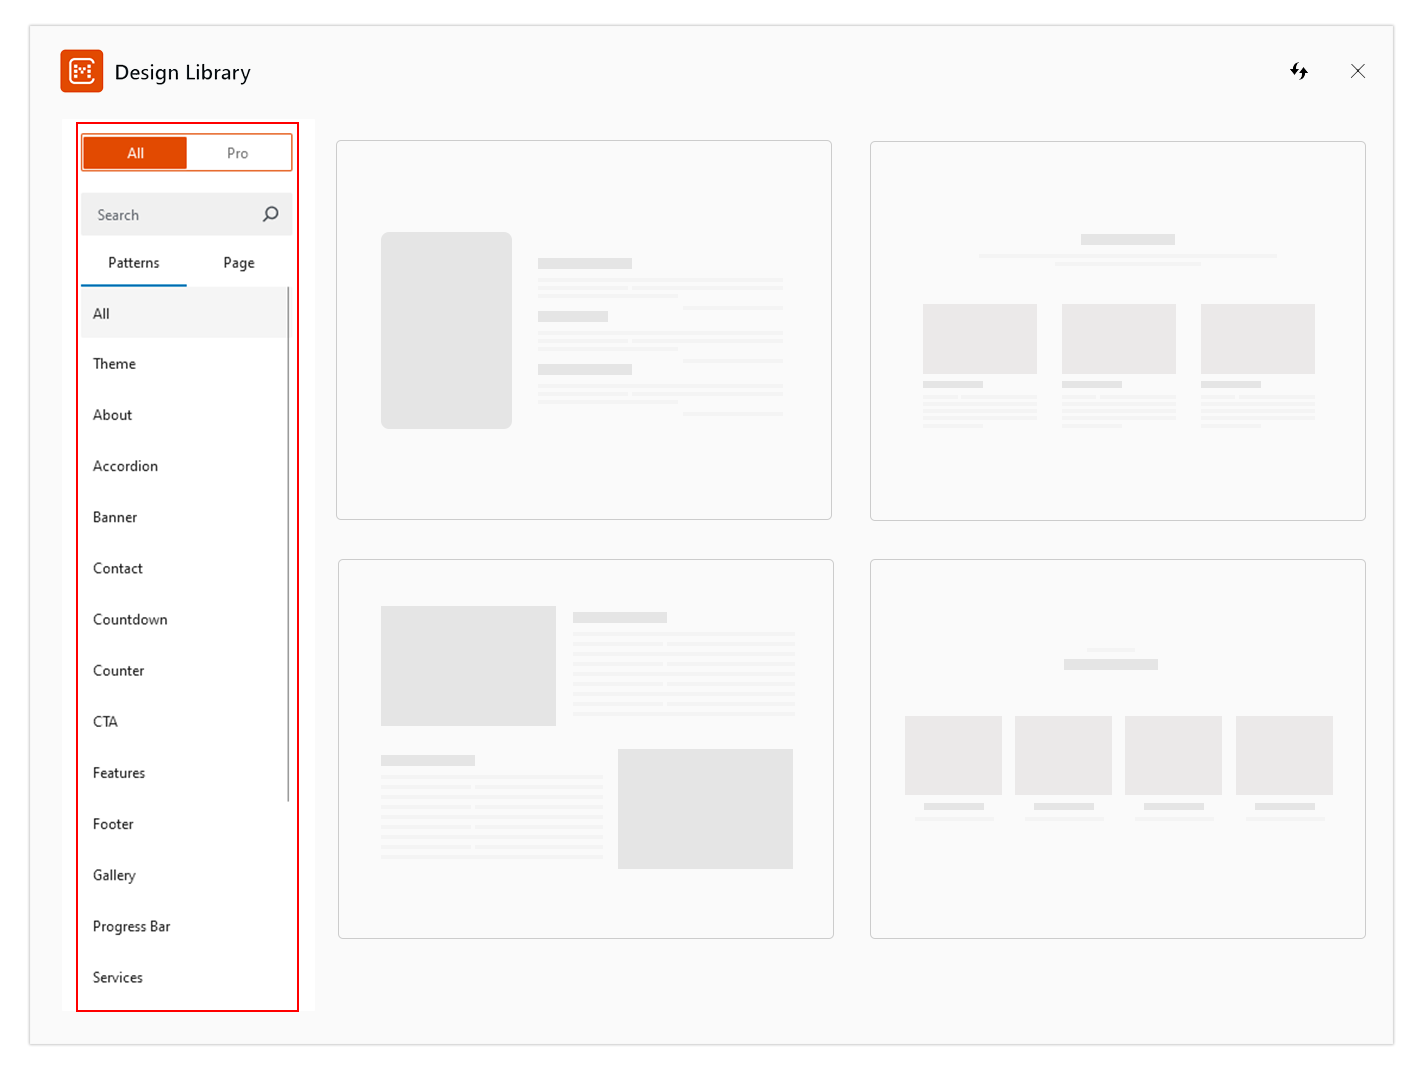 Design Library
All Pro
Search
Patterns Page
All
Theme
About
Accordion
Banner
Contact
Countdown
Counter
CTA
Features
Footer
Gallery
Progress Bar
Services